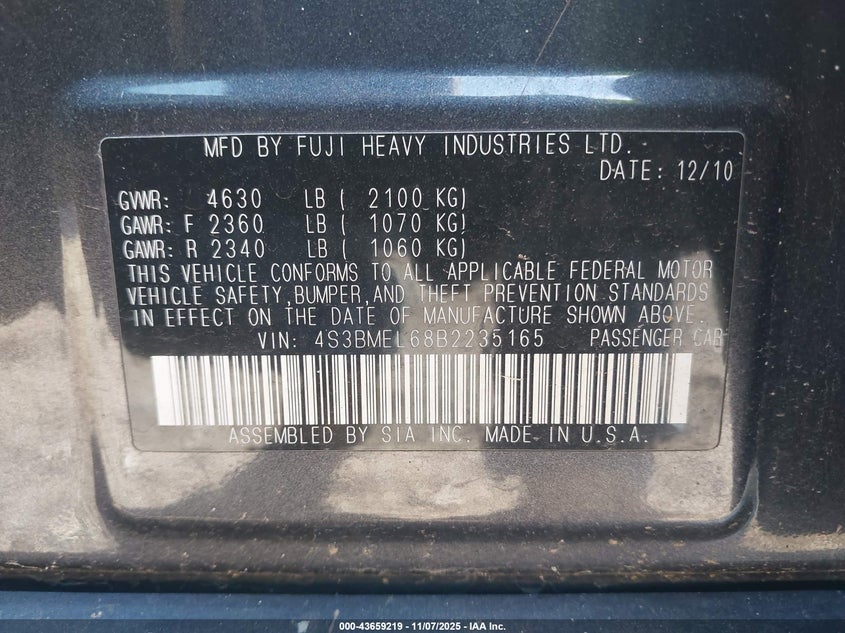 MFD BY FUJI HEAVY INDUSTRIES LTD.
DATE: 12/10
GVWR: 4630 LB ( 2100 KG)
GAWR: F 2360 LB ( 1070 KG)
GAWR: R 2340 LB ( 1060 KG)
THIS VEHICLE CONFORMS TO ALL APPLICABLE FEDERAL MOTOR
VEHICLE SAFETY,BUMPER,AND THEFT PREVENTION STANDARDS
IN EFFECT ON THE DATE OF MANUFACTURE SHOWN ABOVE.
VIN: 4S3BMEL68B2235165 PASSENGER CAR
ASSEMBLED BY SIA INC. MADE IN U.S.A.
000-43659219 - 11/07/2025 - IAA Inc.